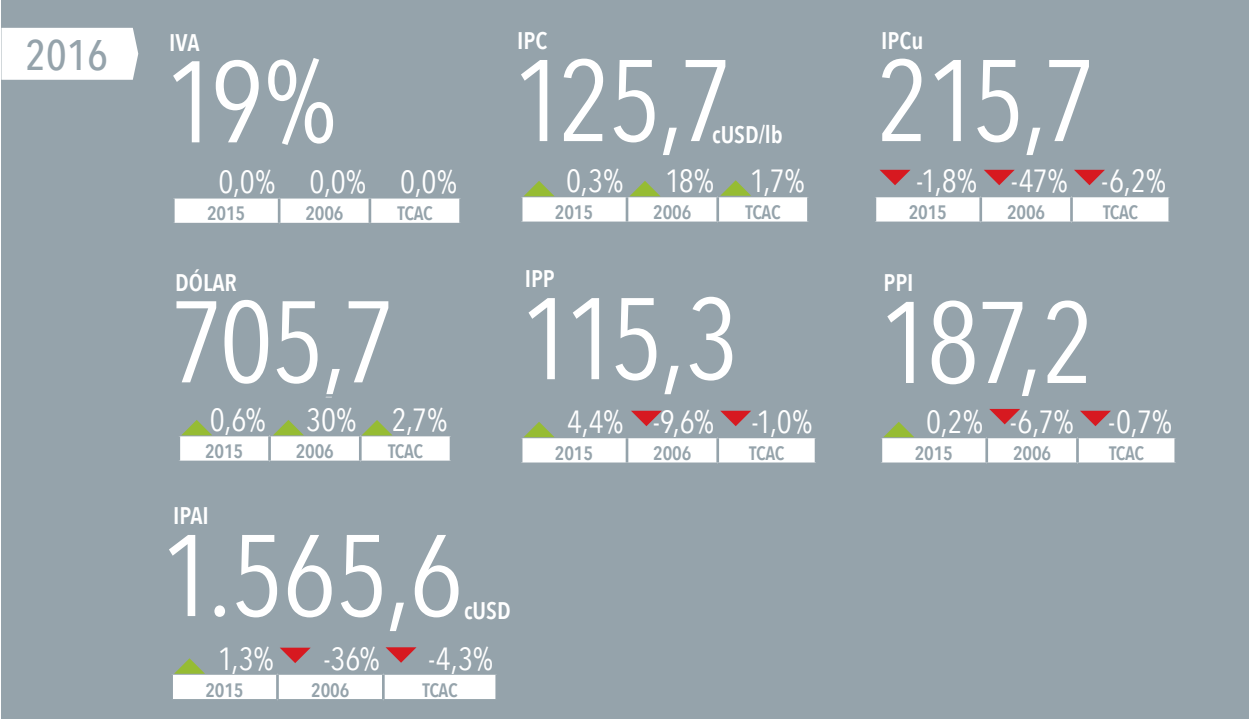 2016
IVA
19%
0,0% 0,0% 0,0%
2015 2006 TCAC
IPC
125,7 cUSD/lb
0,3% 18% 1,7%
2015 2006 TCAC
IPCu
215,7
-1,8% -47% -6,2%
2015 2006 TCAC
DÓLAR
705,7
0,6% 30% 2,7%
2015 2006 TCAC
IPP
115,3
4,4% -9,6% -1,0%
2015 2006 TCAC
PPI
187,2
0,2% -6,7% -0,7%
2015 2006 TCAC
IPAI
1.565,6 cUSD
1,3% -36% -4,3%
2015 2006 TCAC